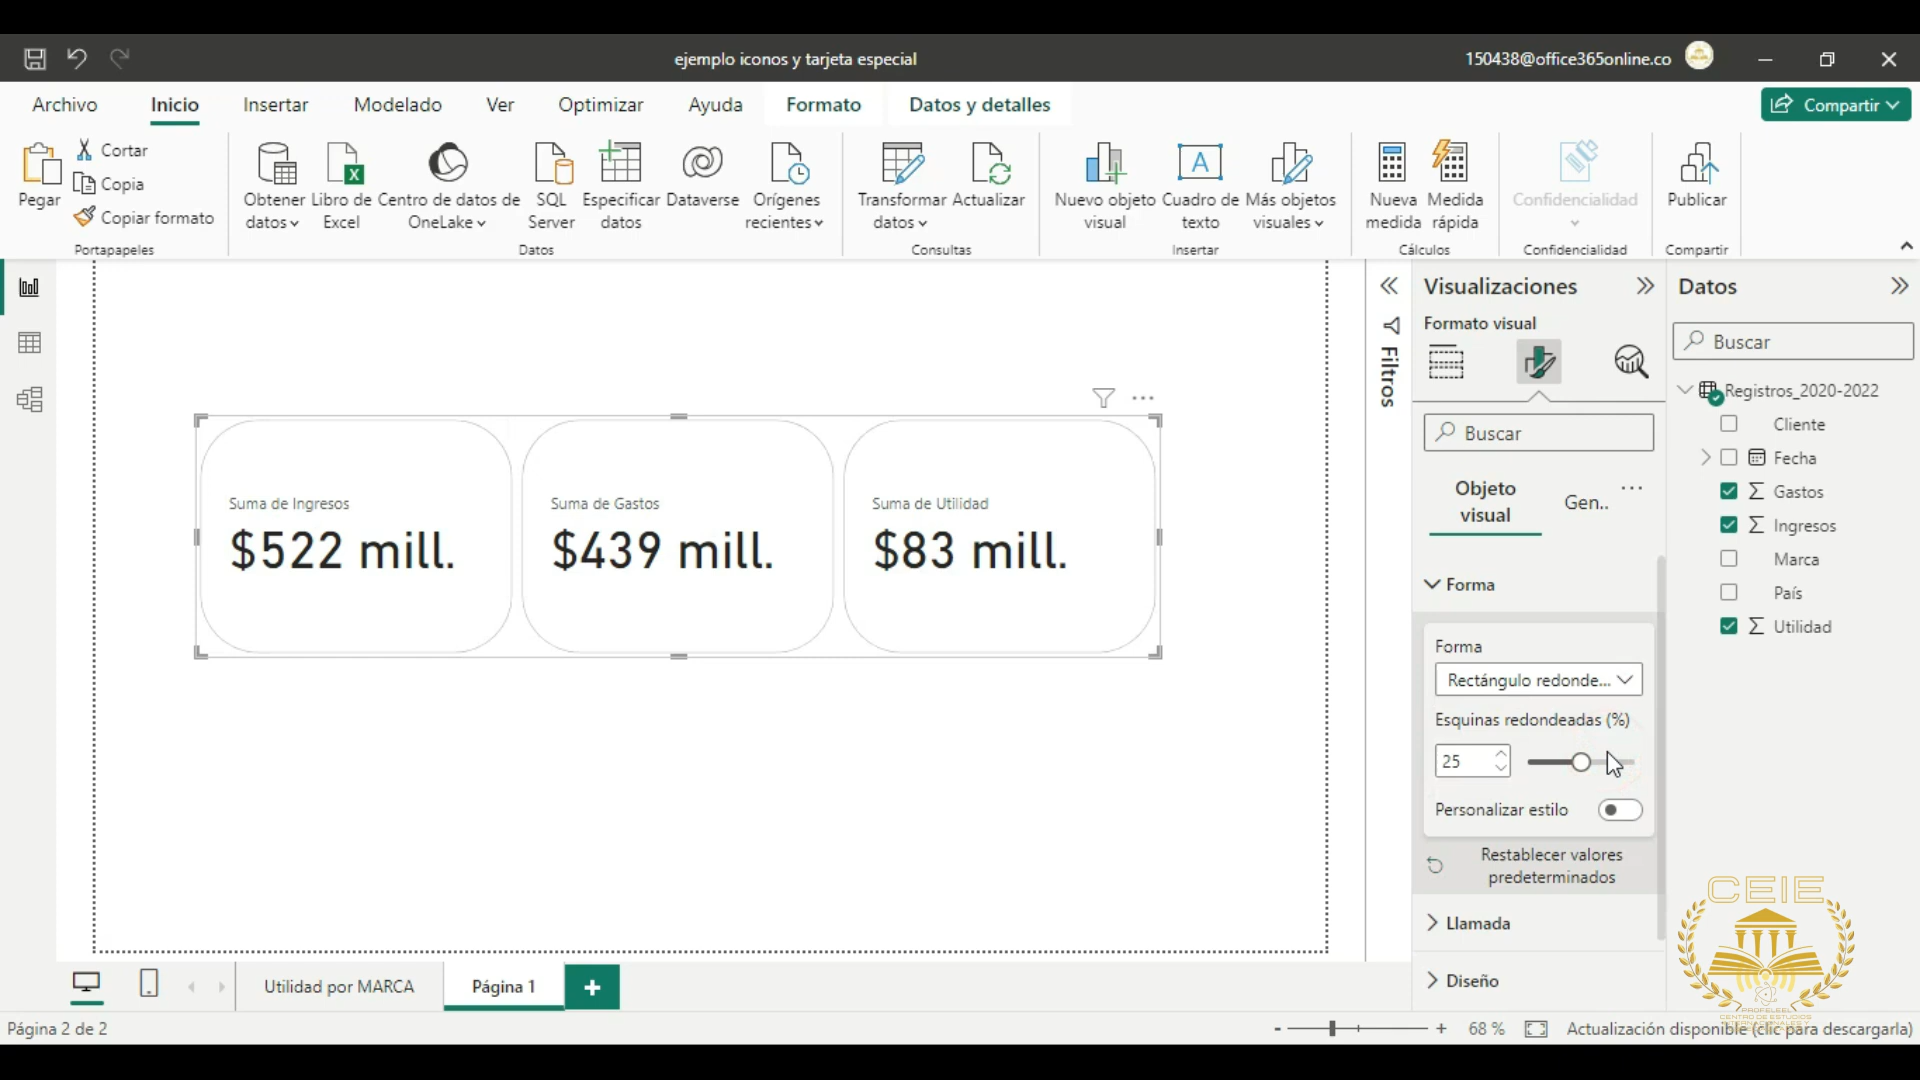 ejemplo iconos y tarjeta especial
150438@office365online.co
Archivo
Inicio
Insertar
Modelado
Ver
Optimizar
Ayuda
Formato
Datos y detalles
Compartir
Pegar
Cortar
Copia
Copiar formato
Portapapeles
Obtener datos
Libro de Excel
Centro de datos de OneLake
SQL Server
Especificar datos
Dataverse
Orígenes recientes
Datos
Transformar datos
Actualizar
Consultas
Nuevo objeto visual
Cuadro de texto
Más objetos visuales
Insertar
Nueva medida
Medida rápida
Cálculos
Confidencialidad
Confidencialidad
Publicar
Compartir
Suma de Ingresos
$522 mill.
Suma de Gastos
$439 mill.
Suma de Utilidad
$83 mill.
Filtros
Visualizaciones
Formato visual
Buscar
Objeto visual
Gen..
Forma
Forma
Rectángulo redonde...
Esquinas redondeadas (%)
25
Personalizar estilo
Restablecer valores predeterminados
Llamada
Diseño
Datos
Buscar
Registros_2020-2022
Cliente
Fecha
Gastos
Ingresos
Marca
País
Utilidad
CEIE
Utilidad por MARCA
Página 1
Página 2 de 2
68 %
Actualización disponible (clic para descargarla)